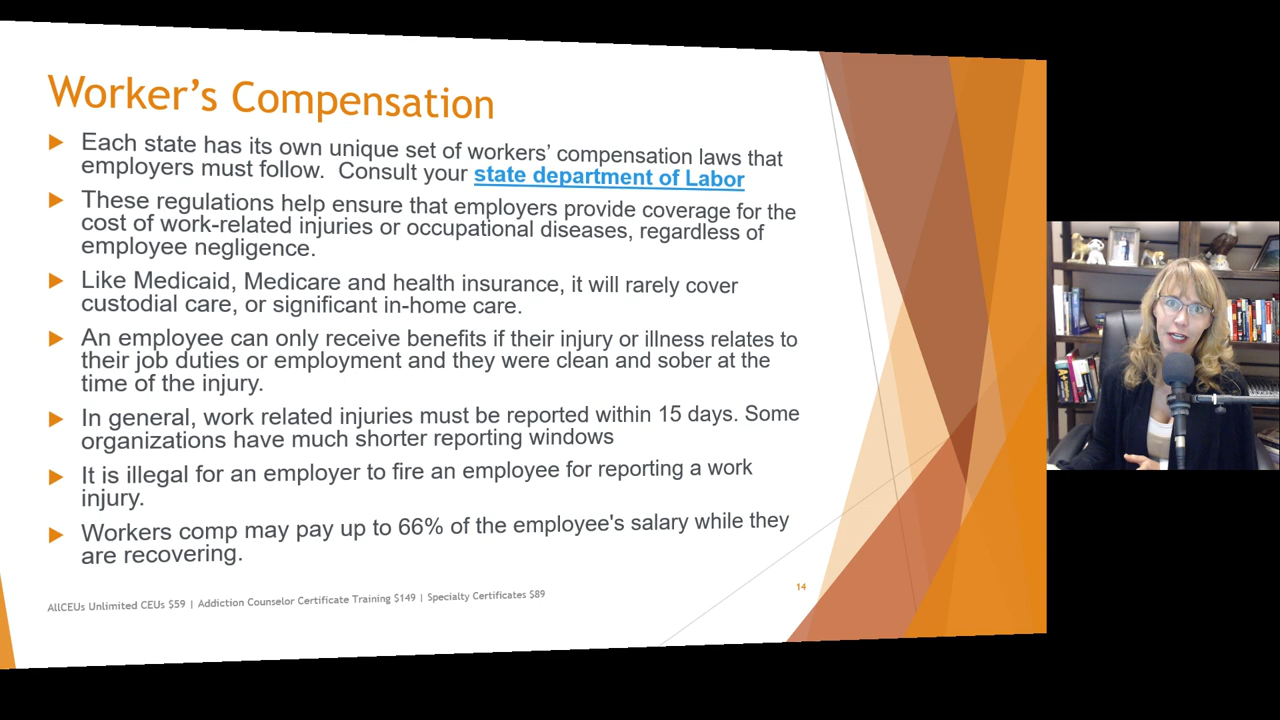 Worker's Compensation
Each state has its own unique set of workers' compensation laws that
employers must follow.  Consult your state department of Labor
These regulations help ensure that employers provide coverage for the
cost of work-related injuries or occupational diseases, regardless of
employee negligence.
Like Medicaid, Medicare and health insurance, it will rarely cover
custodial care, or significant in-home care.
An employee can only receive benefits if their injury or illness relates to
their job duties or employment and they were clean and sober at the
time of the injury.
In general, work related injuries must be reported within 15 days. Some
organizations have much shorter reporting windows
It is illegal for an employer to fire an employee for reporting a work
injury.
Workers comp may pay up to 66% of the employee's salary while they
are recovering.
14
AllCEUs Unlimited CEUs $59 | Addiction Counselor Certificate Training $149 | Specialty Certificates $89